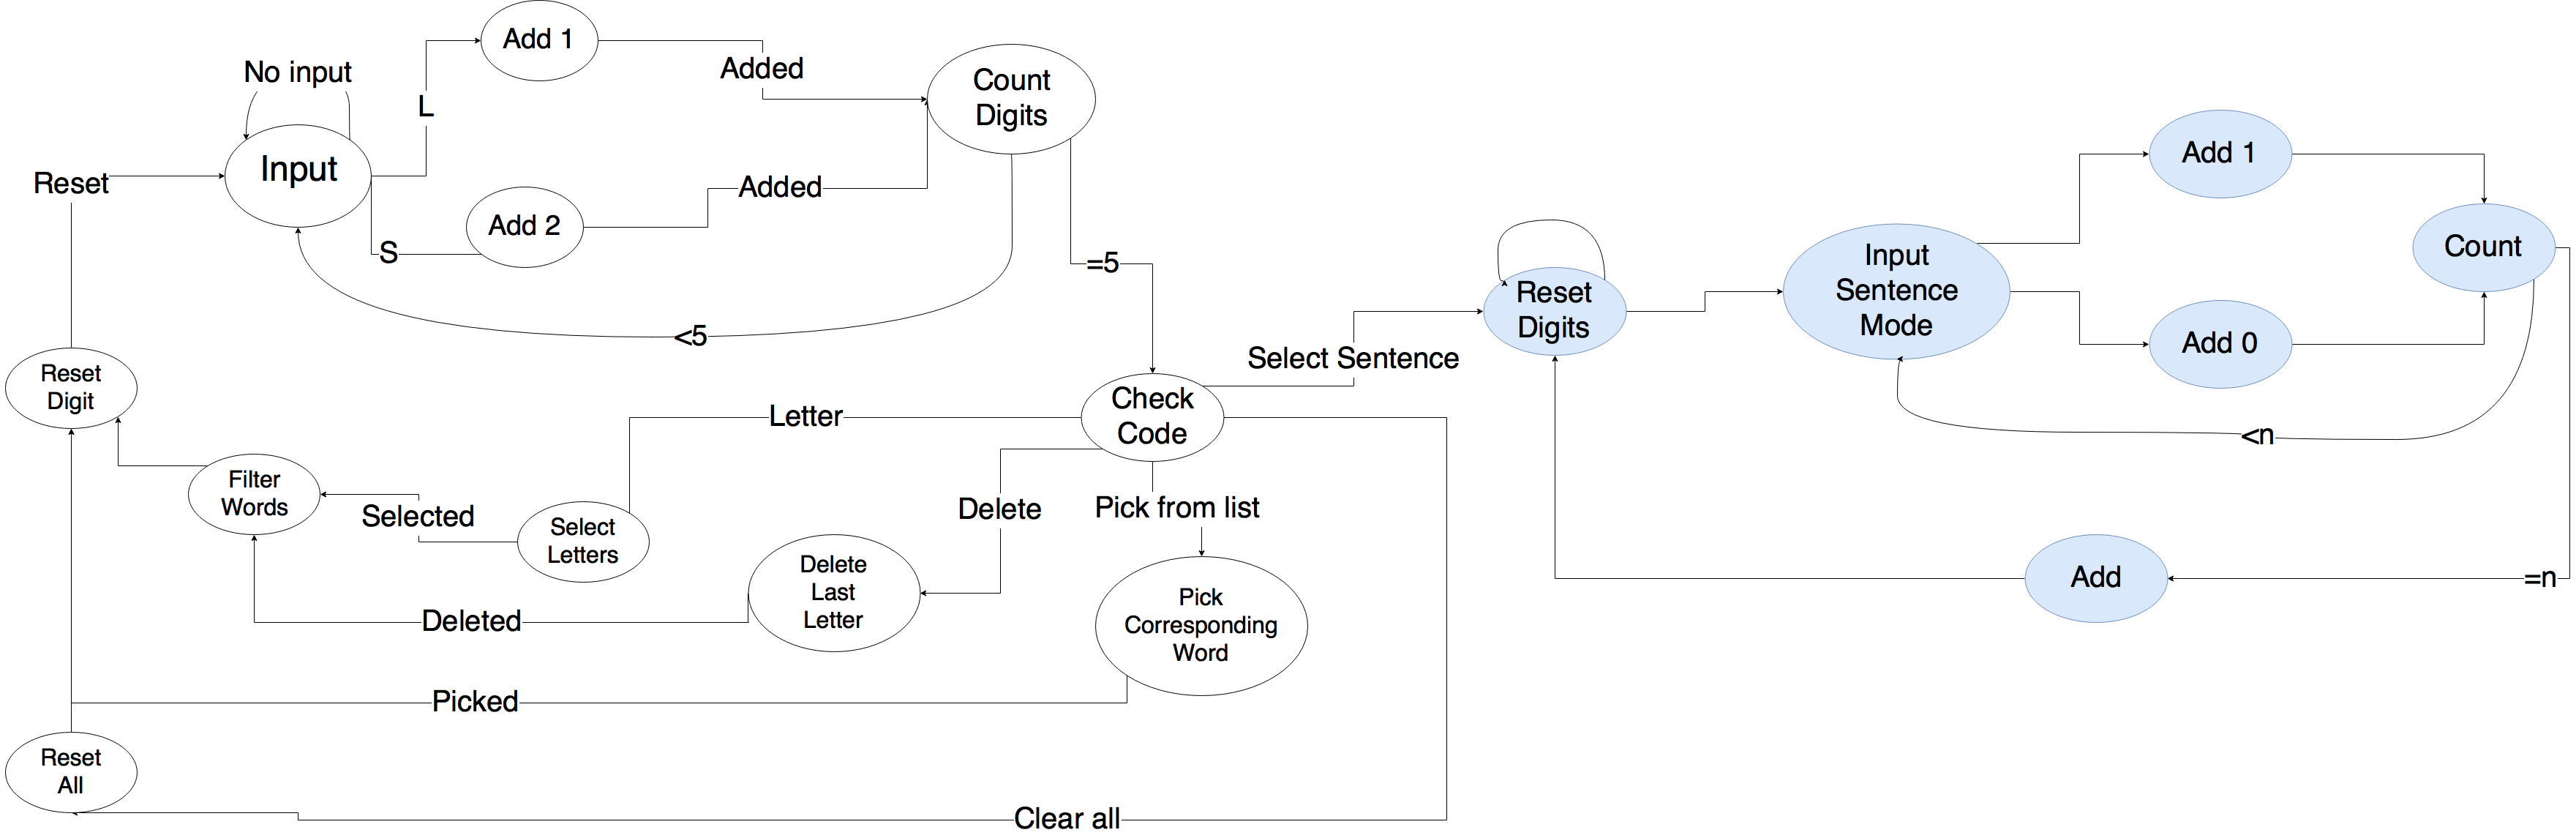 Add 1
No input
Added
Count
Digits
L
Input
Reset
Added
Add 2
S
=5
<5
Reset
Digit
Select Sentence
Check
Code
Letter
Filter
Words
Selected
Select
Letters
Delete
Pick from list
Delete
Last
Letter
Deleted
Pick
Corresponding
Word
Picked
Reset
All
Clear all
Add 1
Count
Input
Sentence
Mode
Reset
Digits
Add 0
<n
Add
=n